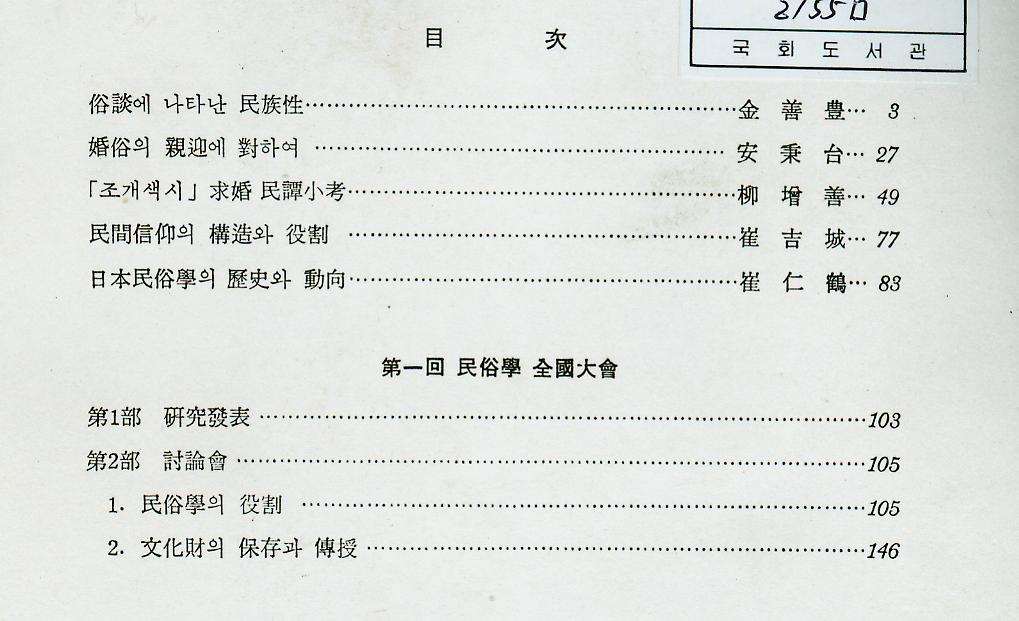 2155
국회도서관
目 次
俗談에 나타난 民族性……金善豊… 3
婚俗의 親迎에 對하여 ……安秉台… 27
「조개색시」求婚 民譚小考……柳增善… 49
民間信仰의 構造와 役割 ……崔吉城… 77
日本民俗學의 歷史와 動向……崔仁鶴… 83
第一回 民俗學 全國大會
第1部 硏究發表 ……103
第2部 討論會 ……105
1. 民俗學의 役割 ……105
2. 文化財의 保存과 傳授 ……146